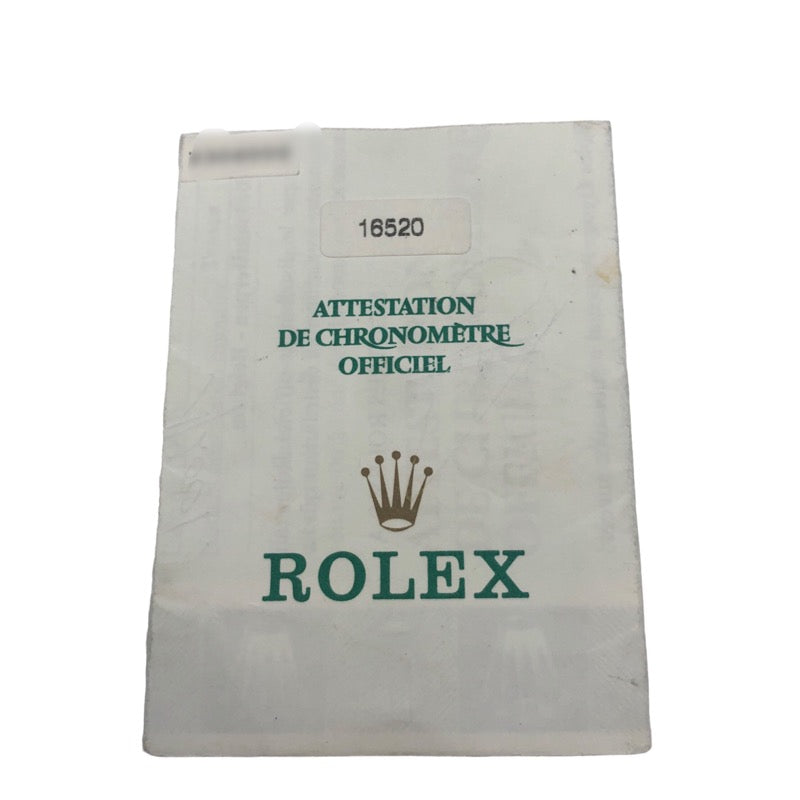 16520
ATTESTATION
DE CHRONOMÈTRE
OFFICIEL
ROLEX